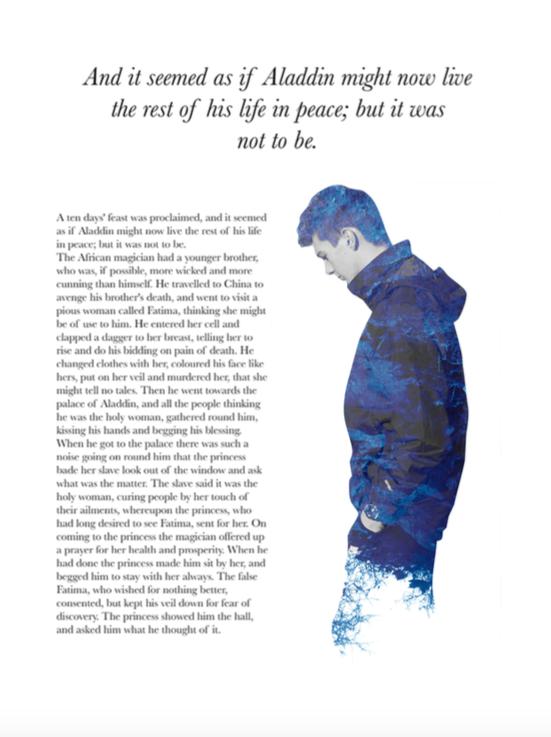 And it seemed as if Aladdin might now live
the rest of his life in peace; but it was
not to be.
A ten days' feast was proclaimed, and it seemed
as if Aladdin might now live the rest of his life
in peace; but it was not to be.
The African magician had a younger brother,
who was, if possible, more wicked and more
cunning than himself. He travelled to China to
avenge his brother's death, and went to visit a
pious woman called Fatima, thinking she might
be of use to him. He entered her cell and
clapped a dagger to her breast, telling her to
rise and do his bidding on pain of death. He
changed clothes with her, coloured his face like
hers, put on her veil and murdered her, that she
might tell no tales. Then he went towards the
palace of Aladdin, and all the people thinking
he was the holy woman, gathered round him,
kissing his hands and begging his blessing.
When he got to the palace there was such a
noise going on round him that the princess
bade her slave look out of the window and ask
what was the matter. The slave said it was the
holy woman, curing people by her touch of
their ailments, whereupon the princess, who
had long desired to see Fatima, sent for her. On
coming to the princess the magician offered up
a prayer for her health and prosperity. When he
had done the princess made him sit by her, and
begged him to stay with her always. The false
Fatima, who wished for nothing better,
consented, but kept his veil down for fear of
discovery. The princess showed him the hall,
and asked him what he thought of it.